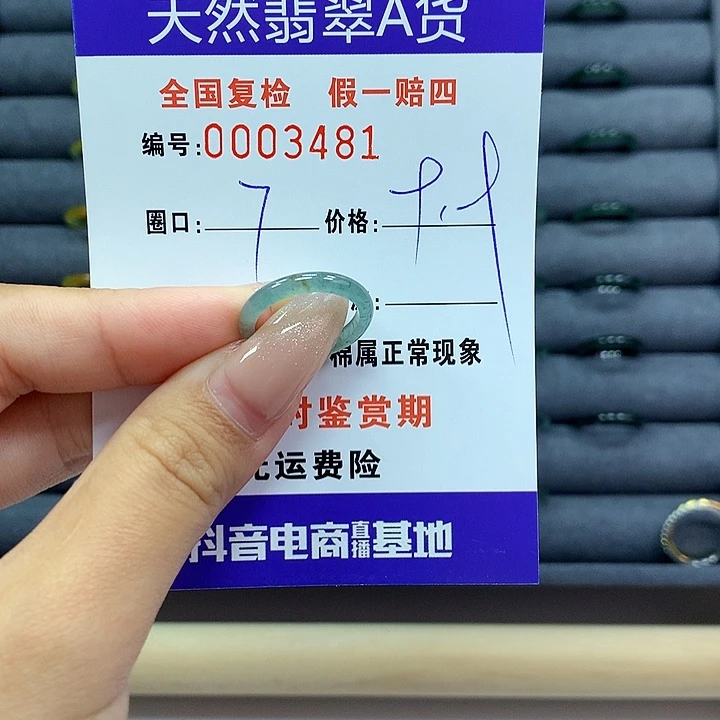 天然翡翠A货
全国复检 假一赔四
编号:0003481
圈口: 7 价格:
棉属正常现象
时鉴赏期
运费险
抖音电商直播基地